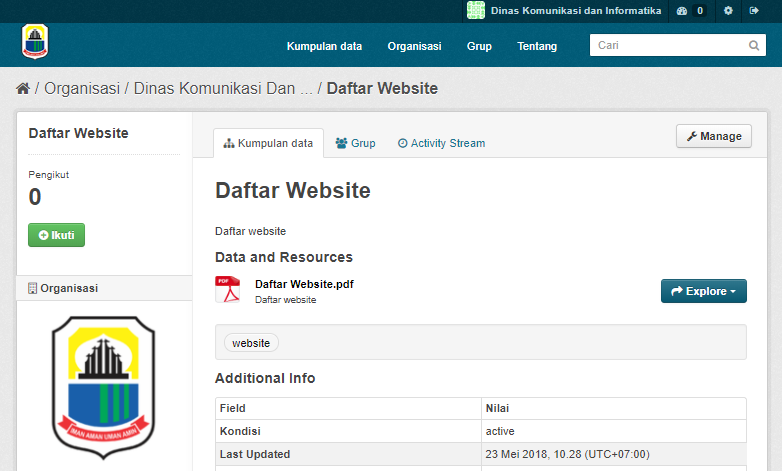 Dinas Komunikasi dan Informatika 0
Kumpulan data Organisasi Grup Tentang Cari
/ Organisasi / Dinas Komunikasi Dan ... / Daftar Website
Daftar Website
Pengikut
0
Ikuti
Organisasi
IMAN AMAN UMAN AMIN
Kumpulan data Grup Activity Stream Manage
Daftar Website
Daftar website
Data and Resources
PDF
Daftar Website.pdf
Daftar website
Explore
website
Additional Info
Field Nilai
Kondisi active
Last Updated 23 Mei 2018, 10.28 (UTC+07:00)